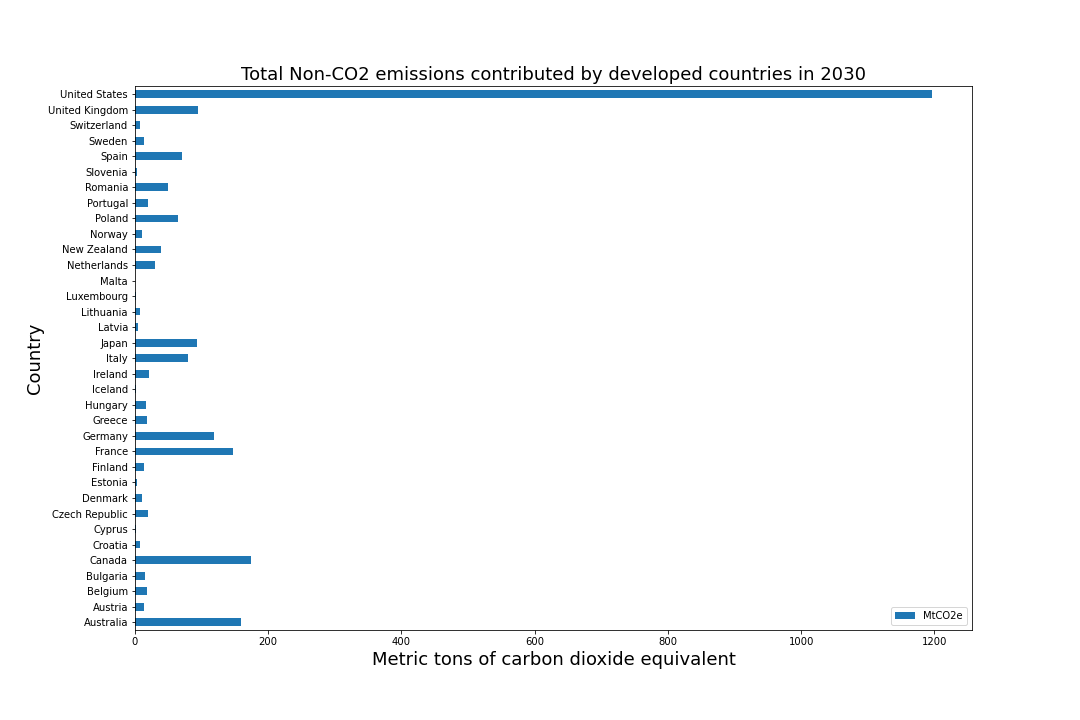 Total Non-CO2 emissions contributed by developed countries in 2030
United States
United Kingdom
Switzerland
Sweden
Spain
Slovenia
Romania
Portugal
Poland
Norway
New Zealand
Netherlands
Malta
Luxembourg
Lithuania
Latvia
Japan
Italy
Ireland
Iceland
Hungary
Greece
Germany
France
Finland
Estonia
Denmark
Czech Republic
Cyprus
Croatia
Canada
Bulgaria
Belgium
Austria
Australia
Country
MtCO2e
0 200 400 600 800 1000 1200
Metric tons of carbon dioxide equivalent